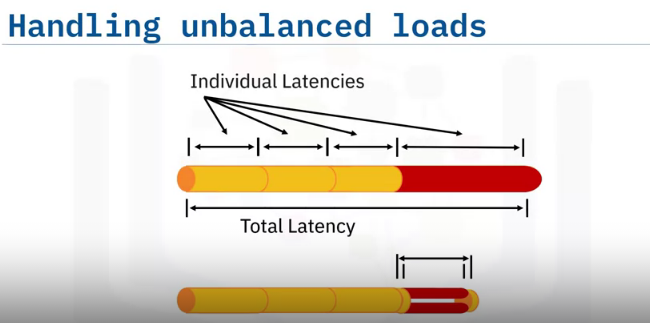 Handling unbalanced loads
Individual Latencies
Total Latency